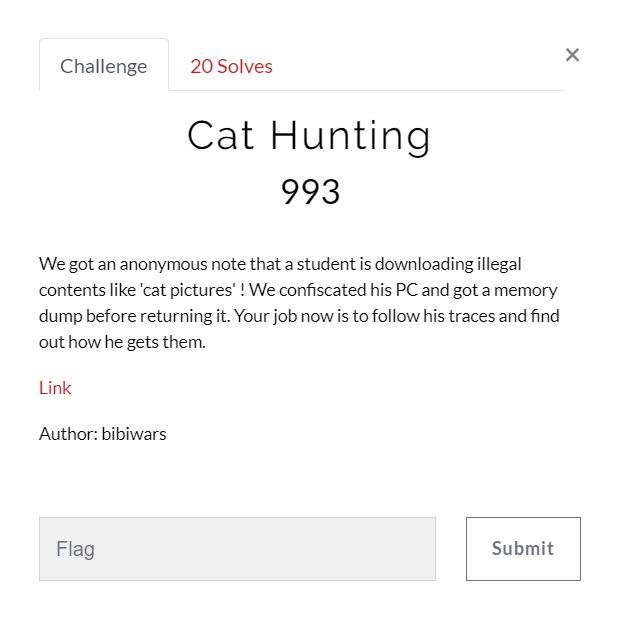 Challenge
20 Solves
×
Cat Hunting
993
We got an anonymous note that a student is downloading illegal
contents like 'cat pictures' ! We confiscated his PC and got a memory
dump before returning it. Your job now is to follow his traces and find
out how he gets them.
Link
Author: bibiwars
Flag
Submit